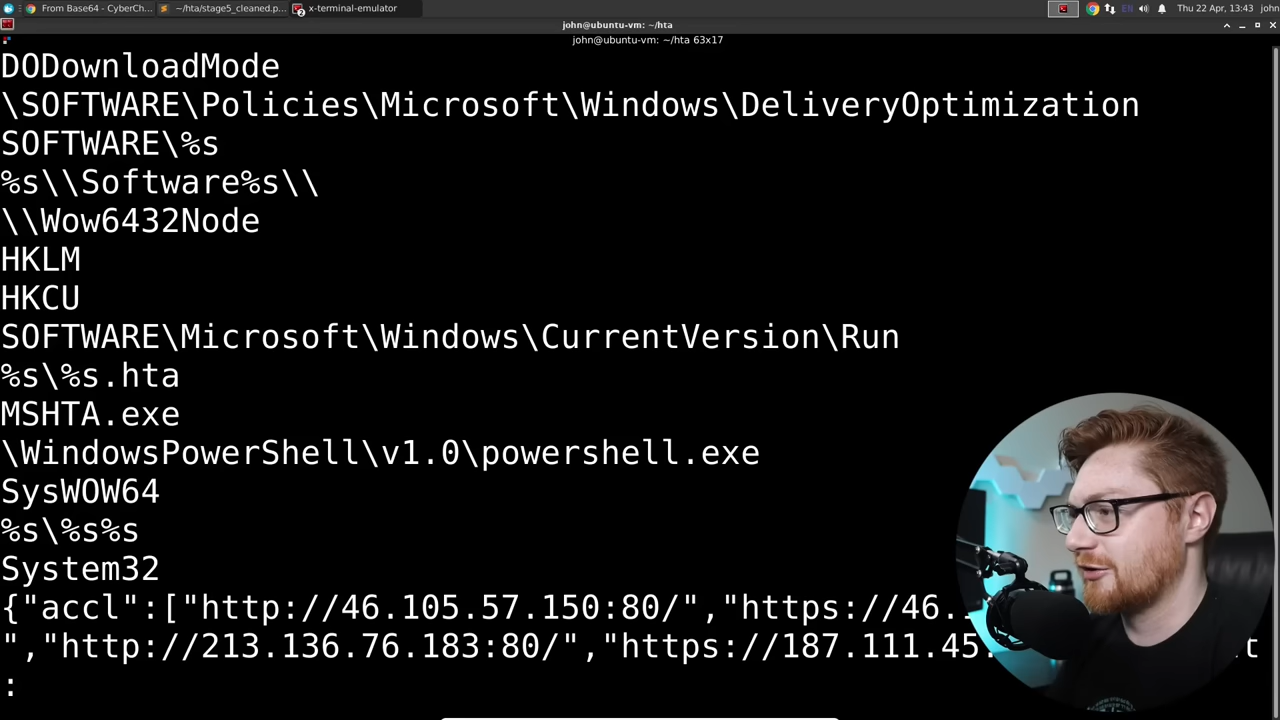 From Base64 - CyberCh...
~/hta/stage5_cleaned.p...
x-terminal-emulator
EN
Thu 22 Apr, 13:43
john
john@ubuntu-vm: ~/hta
john@ubuntu-vm: ~/hta 63x17
DODownloadMode
\SOFTWARE\Policies\Microsoft\Windows\DeliveryOptimization
SOFTWARE\%s
%s\\Software%s\\
\\Wow6432Node
HKLM
HKCU
SOFTWARE\Microsoft\Windows\CurrentVersion\Run
%s\%s.hta
MSHTA.exe
\WindowsPowerShell\v1.0\powershell.exe
SysWOW64
%s\%s%s
System32
{"accl":["http://46.105.57.150:80/","https://46.
","http://213.136.76.183:80/","https://187.111.45.
: